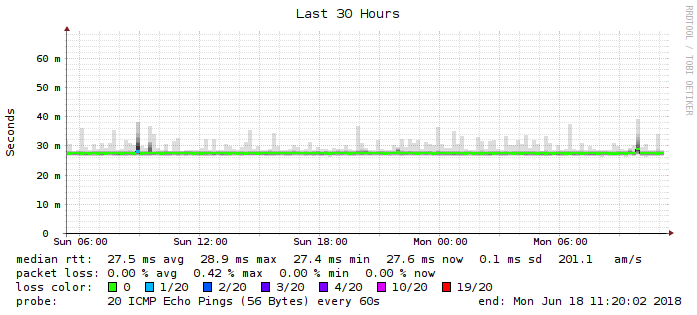 Last 30 Hours
RRDTOOL / TOBI OETIKER
Seconds
60 m
50 m
40 m
30 m
20 m
10 m
0
Sun 06:00 Sun 12:00 Sun 18:00 Mon 00:00 Mon 06:00
median rtt: 27.5 ms avg 28.9 ms max 27.4 ms min 27.6 ms now 0.1 ms sd 201.1 am/s
packet loss: 0.00 % avg 0.42 % max 0.00 % min 0.00 % now
loss color: 0 1/20 2/20 3/20 4/20 10/20 19/20
probe: 20 ICMP Echo Pings (56 Bytes) every 60s end: Mon Jun 18 11:20:02 2018